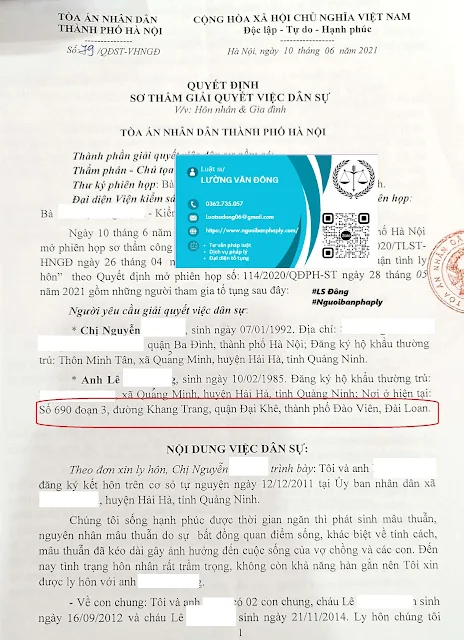 TÒA ÁN NHÂN DÂN
THÀNH PHỐ HÀ NỘI
Số: 79 /QĐST-VHNGĐ
CỘNG HÒA XÃ HỘI CHỦ NGHĨA VIỆT NAM
Độc lập - Tự do - Hạnh phúc
Hà Nội, ngày 10 tháng 06 năm 2021
QUYẾT ĐỊNH
SƠ THẨM GIẢI QUYẾT VIỆC DÂN SỰ
V/v: Hôn nhân & Gia đình
TÒA ÁN NHÂN DÂN THÀNH PHỐ HÀ NỘI
Thành phần giải quyết việc dân sự gồm có:
Thẩm phán - Chủ tọa
Thư ký phiên họp: Bà
Đại diện Viện kiểm sá họp:
Bà - Kiể
Ngày 10 tháng 6 năm phố Hà Nội
mở phiên sơ thẩm công 2020/TLST-
HNGĐ ngày 26 tháng 04 n nhận thuận tình ly
hôn” theo Quyết định mở phiên họp số: 114/2020/QĐPH-ST ngày 28 tháng 05
năm 2021 gồm những người tham gia tố tụng sau đây:
Luật sư
LƯỜNG VĂN ĐÔNG
0362.735.057
Luatsudong06@gmail.com
https://www.nguoibanphaply.com/
Tư vấn pháp luật
Dịch vụ pháp lý
Đại diện tố tụng
#LS Đông
#Nguoibanphaply
TÒA ÁN NHÂN D
Người yêu cầu giải quyết việc dân sự:
* Chị Nguyễn , sinh ngày 07/01/1992. Địa chỉ:
quận Ba Đình, thành phố Hà Nội; Đăng ký hộ khẩu thường
trú: Thôn Minh Tân, xã Quảng Minh, huyện Hải Hà, tỉnh Quảng Ninh.
* Anh Lê , sinh ngày 10/02/1985. Đăng ký hộ khẩu thường trú:
xã Quảng Minh, huyện Hải Hà, tỉnh Quảng Ninh; Nơi ở hiện tại:
Số 690 đoạn 3, đường Khang Trang, quận Đại Khê, thành phố Đào Viên, Đài Loan.
NỘI DUNG VIỆC DÂN SỰ:
Theo đơn xin ly hôn, Chị Nguyễn trình bày: Tôi và anh
đăng ký kết hôn trên cơ sỏ tự nguyện ngày 12/12/2011 tại Ủy ban nhân dân xã
, huyện Hải Hà, tỉnh Quảng Ninh.
Chúng tôi sống hạnh phúc được thời gian ngắn thì phát sinh mâu thuẫn,
nguyên nhân mâu thuẫn do sự bất đồng quan điểm sống, khác biệt về tính cách,
mâu thuẫn đã kéo dài gây ảnh hưởng đến cuộc sống của vợ chồng và các con. Đến
nay tình trạng hôn nhân rất trầm trọng, không còn khả năng hàn gắn nên Tôi xin
được ly hôn với anh
- Về con chung: Tôi và anh có 02 con chung, cháu Lê sinh
ngày 16/09/2012 và cháu Lê sinh ngày 21/11/2014. Ly hôn chúng tôi
1